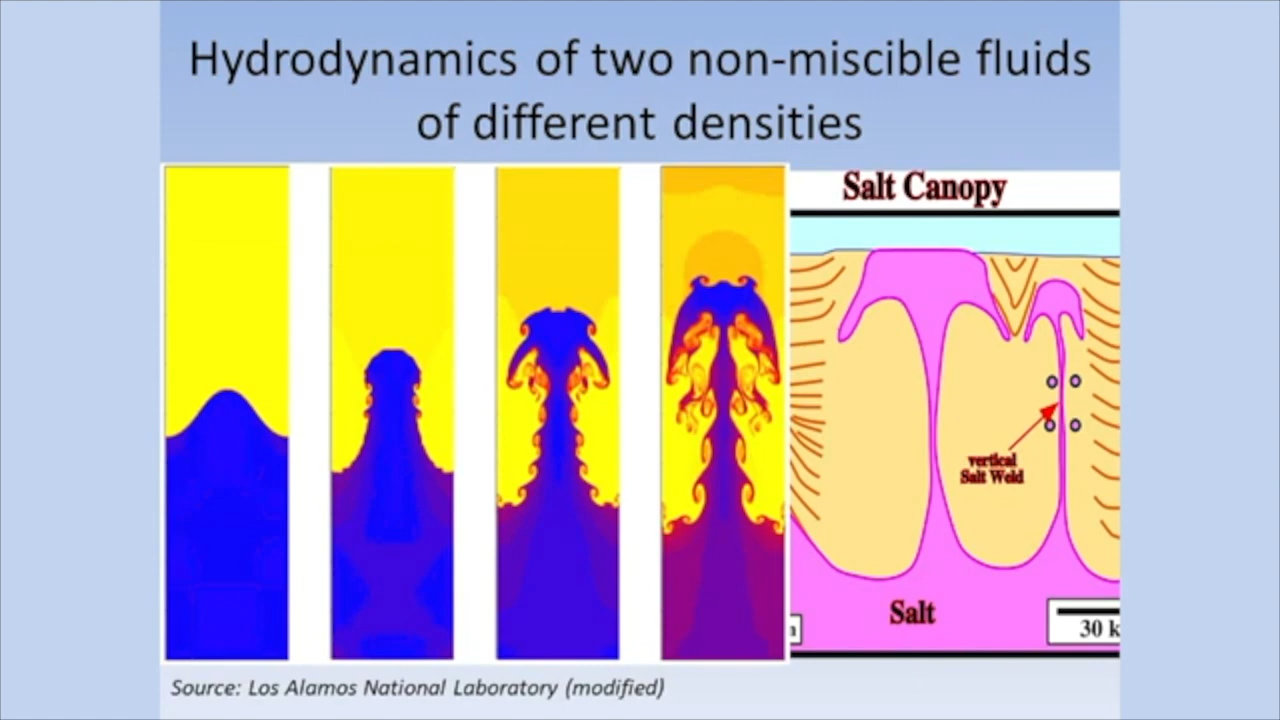 Hydrodynamics of two non-miscible fluids
of different densities
Salt Canopy
vertical
Salt Weld
Salt
30 k
Source: Los Alamos National Laboratory (modified)